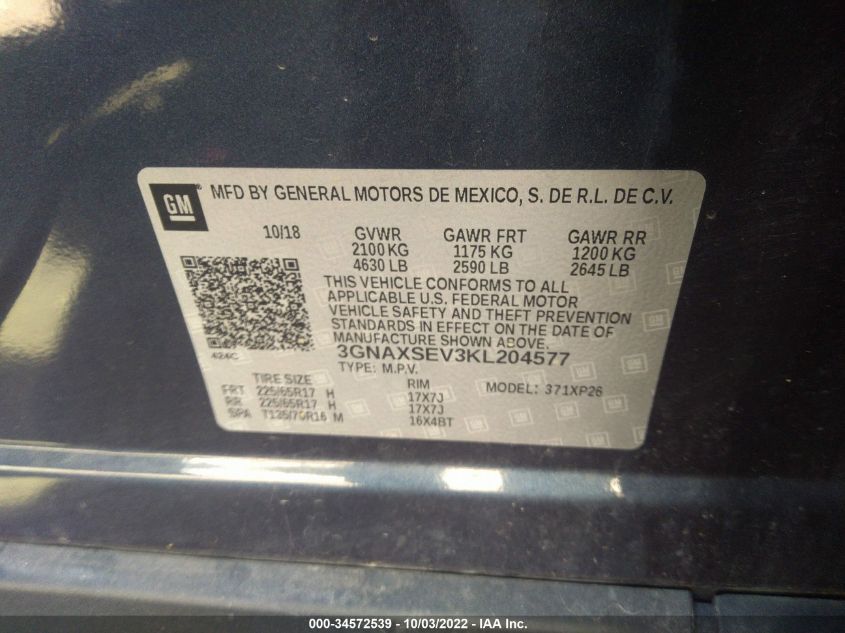 GM
MFD BY GENERAL MOTORS DE MEXICO, S. DE R.L. DE C.V.
10/18 GVWR GAWR FRT GAWR RR
2100 KG 1175 KG 1200 KG
4630 LB 2590 LB 2645 LB
THIS VEHICLE CONFORMS TO ALL
APPLICABLE U.S. FEDERAL MOTOR
VEHICLE SAFETY AND THEFT PREVENTION
STANDARDS IN EFFECT ON THE DATE OF
MANUFACTURE SHOWN ABOVE.
424C 3GNAXSEV3KL204577
TYPE: M.P.V.
TIRE SIZE RIM MODEL: 371XP26
FRT 225/65R17 H 17X7J
RR 225/65R17 H 17X7J
SPA T135/70R16 M 16X4BT
000-34572539 - 10/03/2022 - IAA Inc.